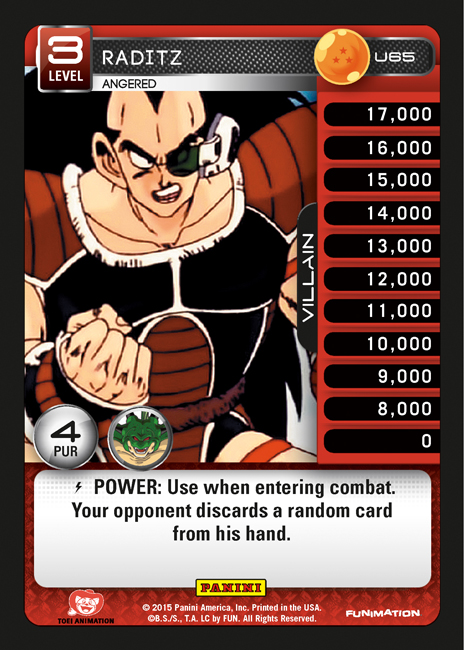 3
LEVEL
RADITZ
U65
ANGERED
17,000
16,000
15,000
14,000
13,000
12,000
11,000
10,000
9,000
8,000
0
VILLAIN
4
PUR
POWER: Use when entering combat.
Your opponent discards a random card
from his hand.
PANINI
TOEI ANIMATION
© 2015 Panini America, Inc. Printed in the USA.
©B.S./S., T.A. LC by FUN. All Rights Reserved.
FUNIMATION